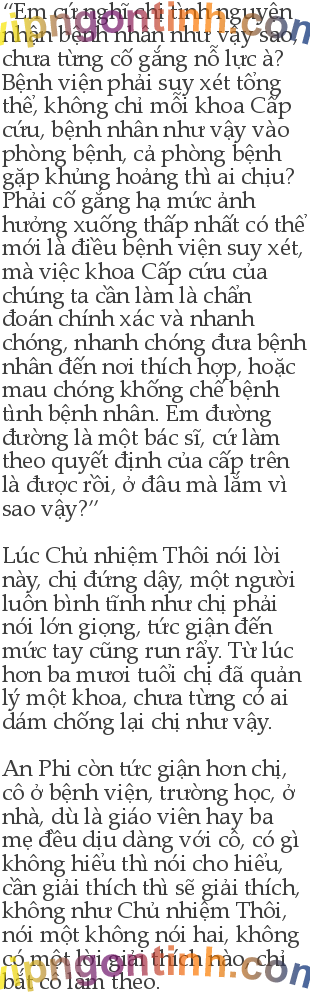 “Em cứ nghĩ chị tình nguyện
nhận bệnh nhân như vậy sao,
chưa từng cố gắng nỗ lực à?
Bệnh viện phải suy xét tổng
thể, không chỉ mỗi khoa Cấp
cứu, bệnh nhân như vậy vào
phòng bệnh, cả phòng bệnh
gặp khủng hoảng thì ai chịu?
Phải cố gắng hạ mức ảnh
hưởng xuống thấp nhất có thể
mới là điều bệnh viện suy xét,
mà việc khoa Cấp cứu của
chúng ta cần làm là chẩn
đoán chính xác và nhanh
chóng, nhanh chóng đưa bệnh
nhân đến nơi thích hợp, hoặc
mau chóng khống chế bệnh
tình bệnh nhân. Em đường
đường là một bác sĩ, cứ làm
theo quyết định của cấp trên
là được rồi, ở đâu mà lắm vì
sao vậy?”
Lúc Chủ nhiệm Thôi nói lời
này, chị đứng dậy, một người
luôn bình tĩnh như chị phải
nói lớn giọng, tức giận đến
mức tay cũng run rẩy. Từ lúc
hơn ba mươi tuổi chị đã quản
lý một khoa, chưa từng có ai
dám chống lại chị như vậy.
An Phi còn tức giận hơn chị,
cô ở bệnh viện, trường học, ở
nhà, dù là giáo viên hay ba
mẹ đều dịu dàng với cô, có gì
không hiểu thì nói cho hiểu,
cần giải thích thì sẽ giải thích,
không như Chủ nhiệm Thôi,
nói một không nói hai, không
có một lời giải thích nào, chỉ
bắt cô làm theo.
vipngontinh.com
vipngontinh.com